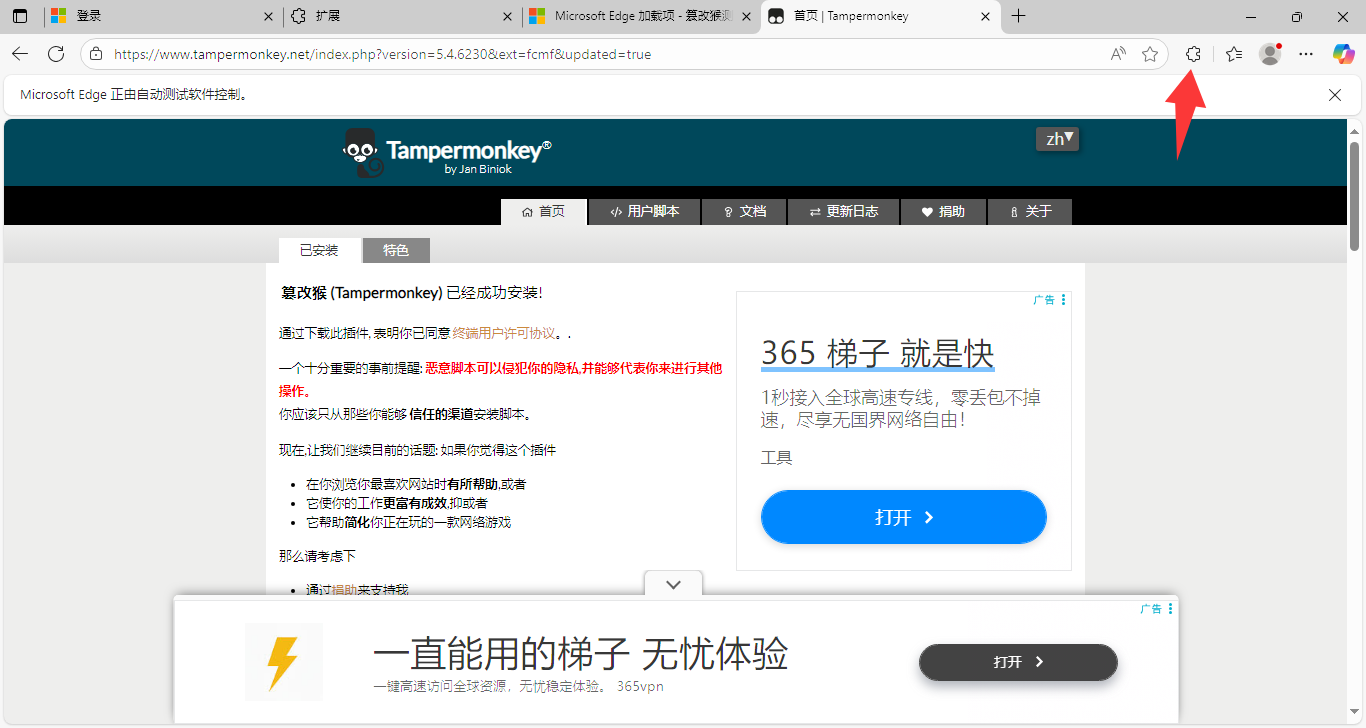 登录
扩展
Microsoft Edge 加载项 - 篡改猴测
首页 | Tampermonkey
https://www.tampermonkey.net/index.php?version=5.4.6230&ext=fcmf&updated=true
Microsoft Edge 正由自动测试软件控制。
Tampermonkey®
by Jan Biniok
zh▼
首页
用户脚本
文档
更新日志
捐助
关于
已安装
特色
篡改猴 (Tampermonkey) 已经成功安装!
通过下载此插件, 表明你已同意 终端用户许可协议。.
一个十分重要的事前提醒: 恶意脚本可以侵犯你的隐私,并能够代表你来进行其他
操作。
你应该只从那些你能够 信任的渠道安装脚本。
现在,让我们继续目前的话题: 如果你觉得这个插件
在你浏览你最喜欢网站时有所帮助,或者
它使你的工作更富有成效,抑或者
它帮助简化你正在玩的一款网络游戏
那么请考虑下
通过捐助来支持我
广告
365 梯子 就是快
1秒接入全球高速专线，零丢包不掉
速，尽享无国界网络自由！
工具
打开
广告
一直能用的梯子 无忧体验
一键高速访问全球资源，无忧稳定体验。 365vpn
打开